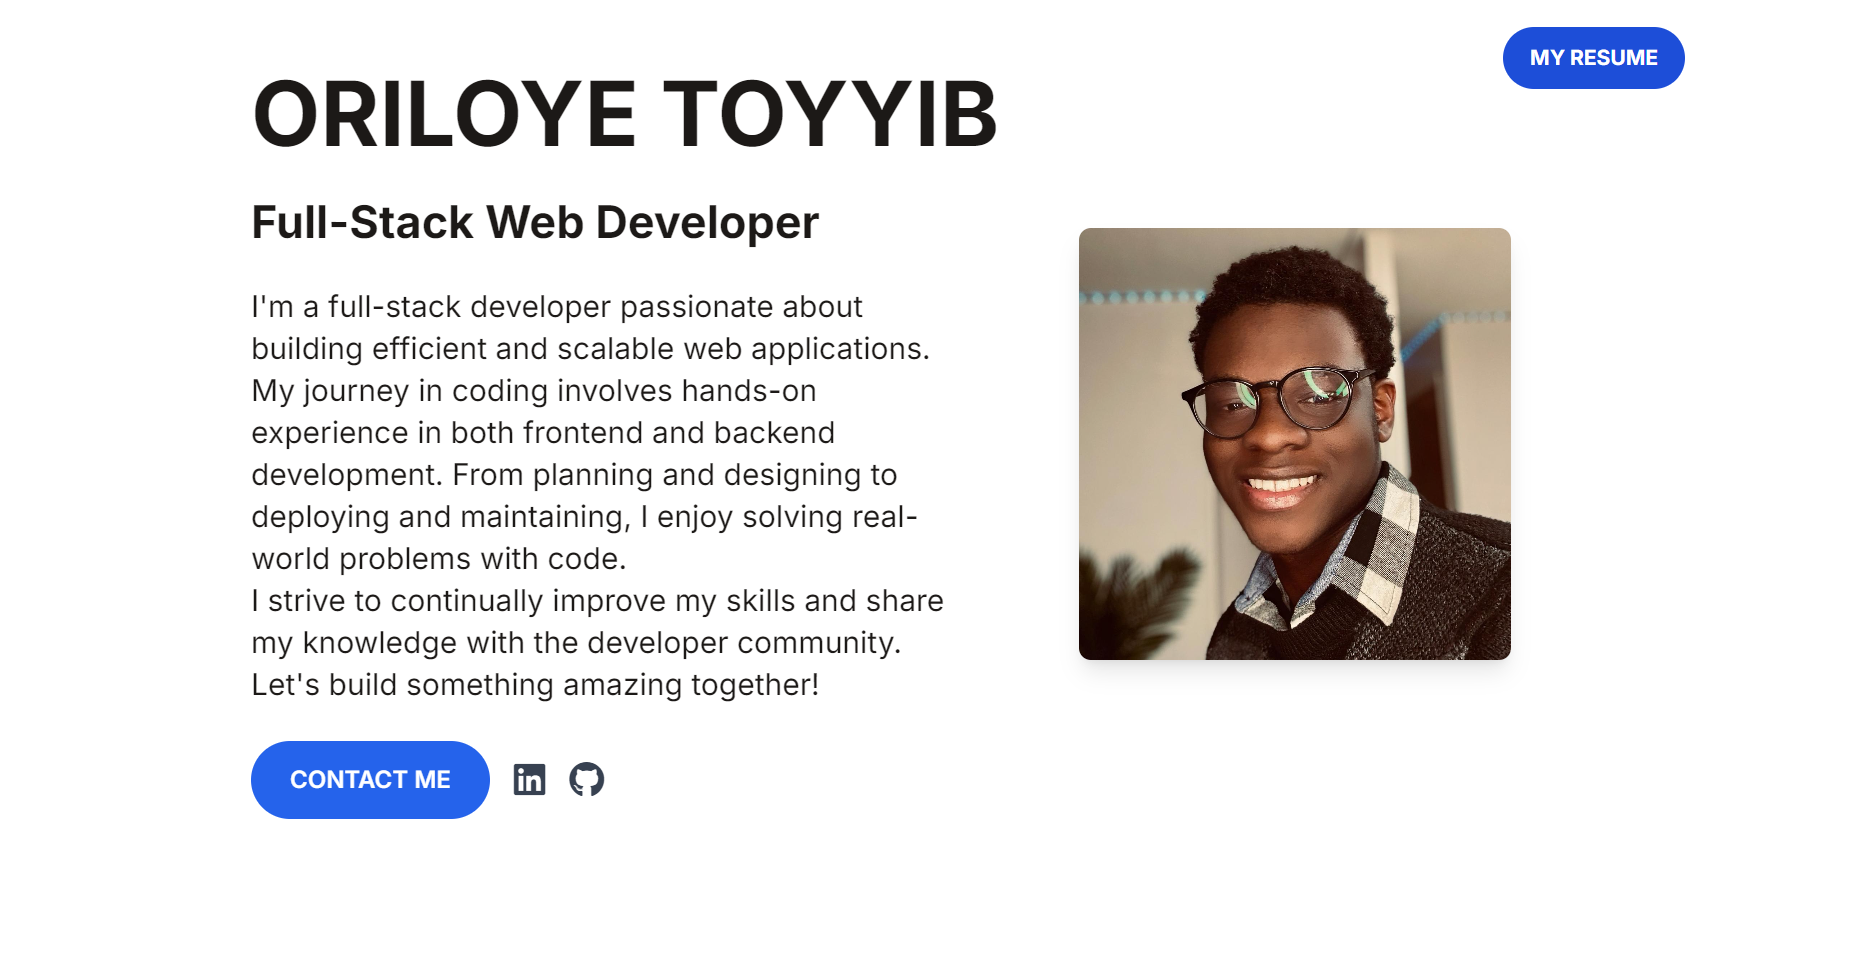 MY RESUME
ORILOYE TOYYIB
Full-Stack Web Developer
I'm a full-stack developer passionate about
building efficient and scalable web applications.
My journey in coding involves hands-on
experience in both frontend and backend
development. From planning and designing to
deploying and maintaining, I enjoy solving real-
world problems with code.
I strive to continually improve my skills and share
my knowledge with the developer community.
Let's build something amazing together!
CONTACT ME
in